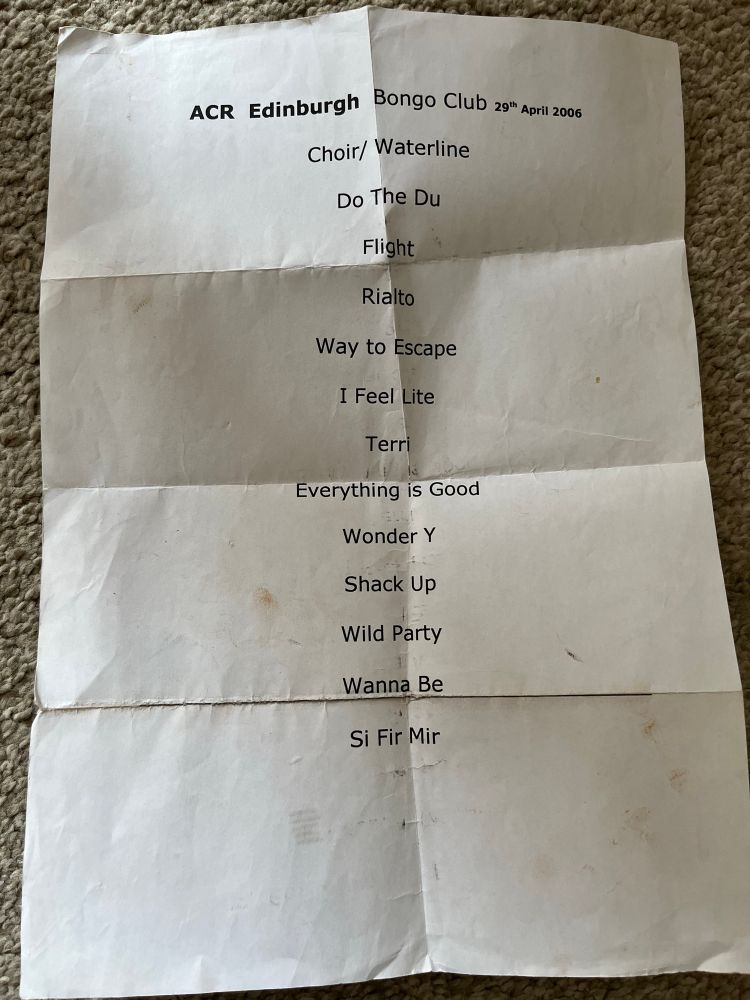 ACR Edinburgh Bongo Club 29th April 2006
Choir/ Waterline
Do The Du
Flight
Rialto
Way to Escape
I Feel Lite
Terri
Everything is Good
Wonder Y
Shack Up
Wild Party
Wanna Be
Si Fir Mir